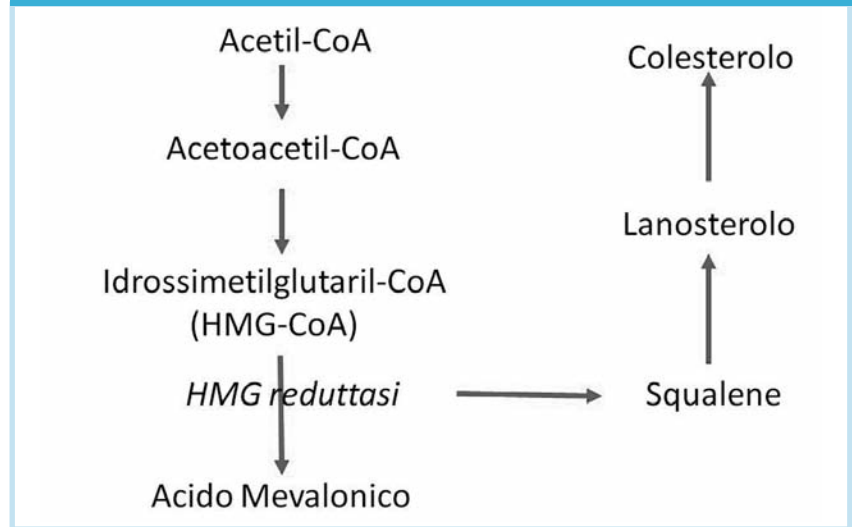 Acetil-CoA
Acetoacetil-CoA
Idrossimetilglutaril-CoA
(HMG-CoA)
HMG reduttasi
Acido Mevalonico
Squalene
Lanosterolo
Colesterolo